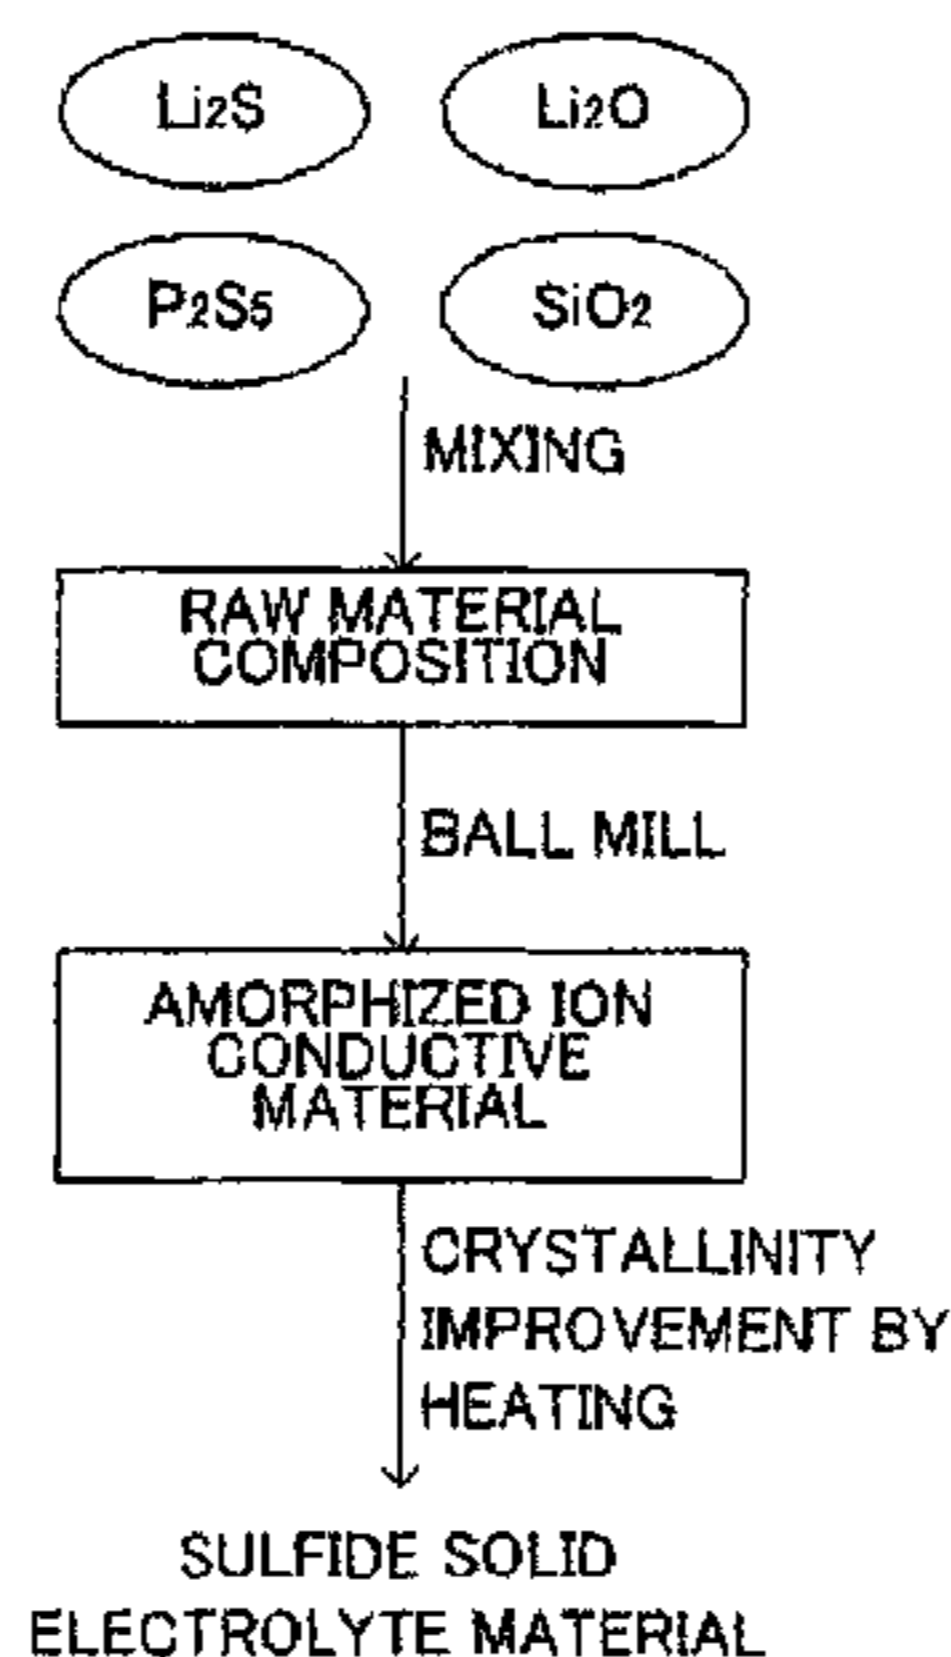 Li2S
Li2O
P2S5
SiO2
MIXING
RAW MATERIAL
COMPOSITION
BALL MILL
AMORPHIZED ION
CONDUCTIVE
MATERIAL
CRYSTALLINITY
IMPROVEMENT BY
HEATING
SULFIDE SOLID
ELECTROLYTE MATERIAL